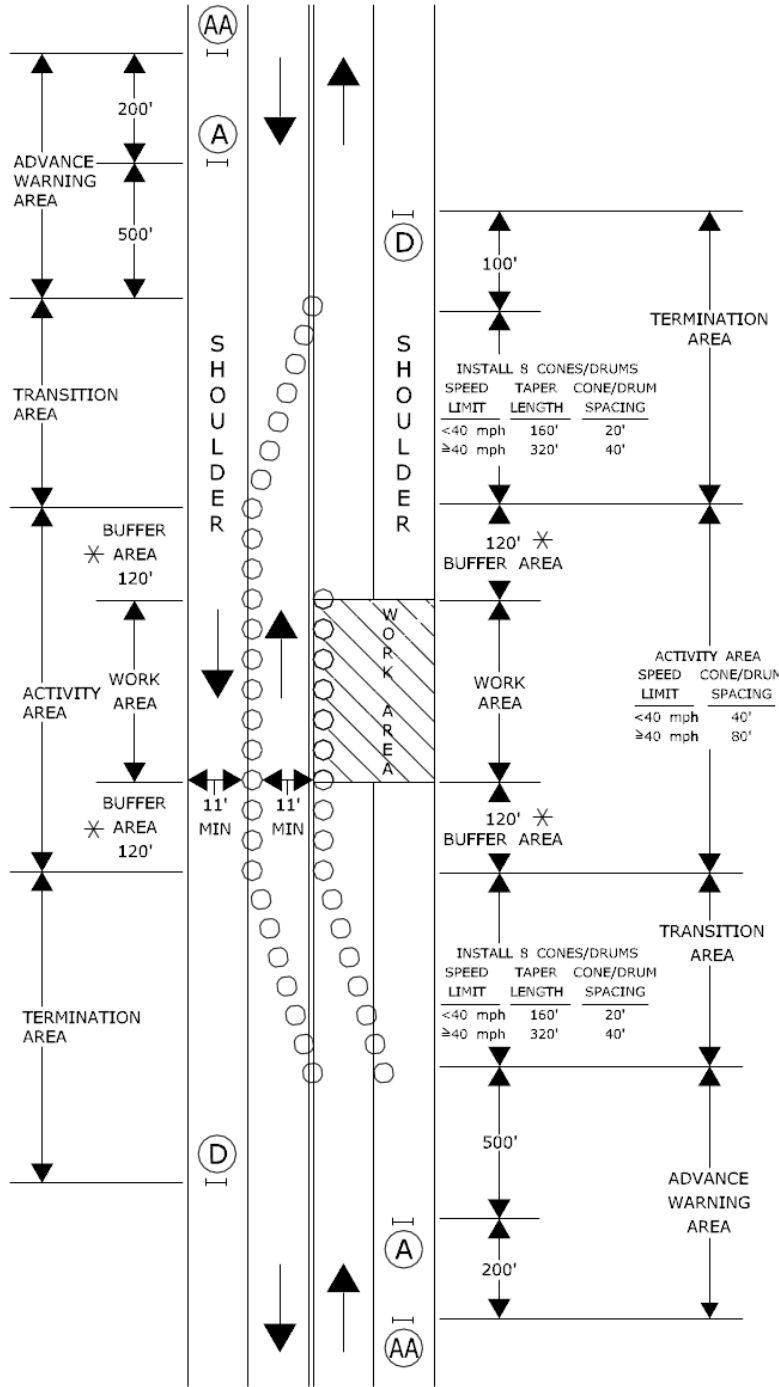 AA
200'
A
ADVANCE
WARNING
AREA
500'
D
100'
TERMINATION
AREA
SHOULDER
SHOULDER
INSTALL 8 CONES/DRUMS
SPEED LIMIT TAPER LENGTH CONE/DRUM SPACING
<40 mph 160' 20'
≧40 mph 320' 40'
TRANSITION
AREA
BUFFER
* AREA
120'
120' *
BUFFER AREA
WORK AREA
WORK
AREA
WORK
AREA
ACTIVITY
AREA
ACTIVITY AREA
SPEED LIMIT CONE/DRUM SPACING
<40 mph 40'
≧40 mph 80'
11'
MIN
11'
MIN
BUFFER
* AREA
120'
120' *
BUFFER AREA
TRANSITION
AREA
INSTALL 8 CONES/DRUMS
SPEED LIMIT TAPER LENGTH CONE/DRUM SPACING
<40 mph 160' 20'
≧40 mph 320' 40'
TERMINATION
AREA
500'
D
ADVANCE
WARNING
AREA
A
200'
AA